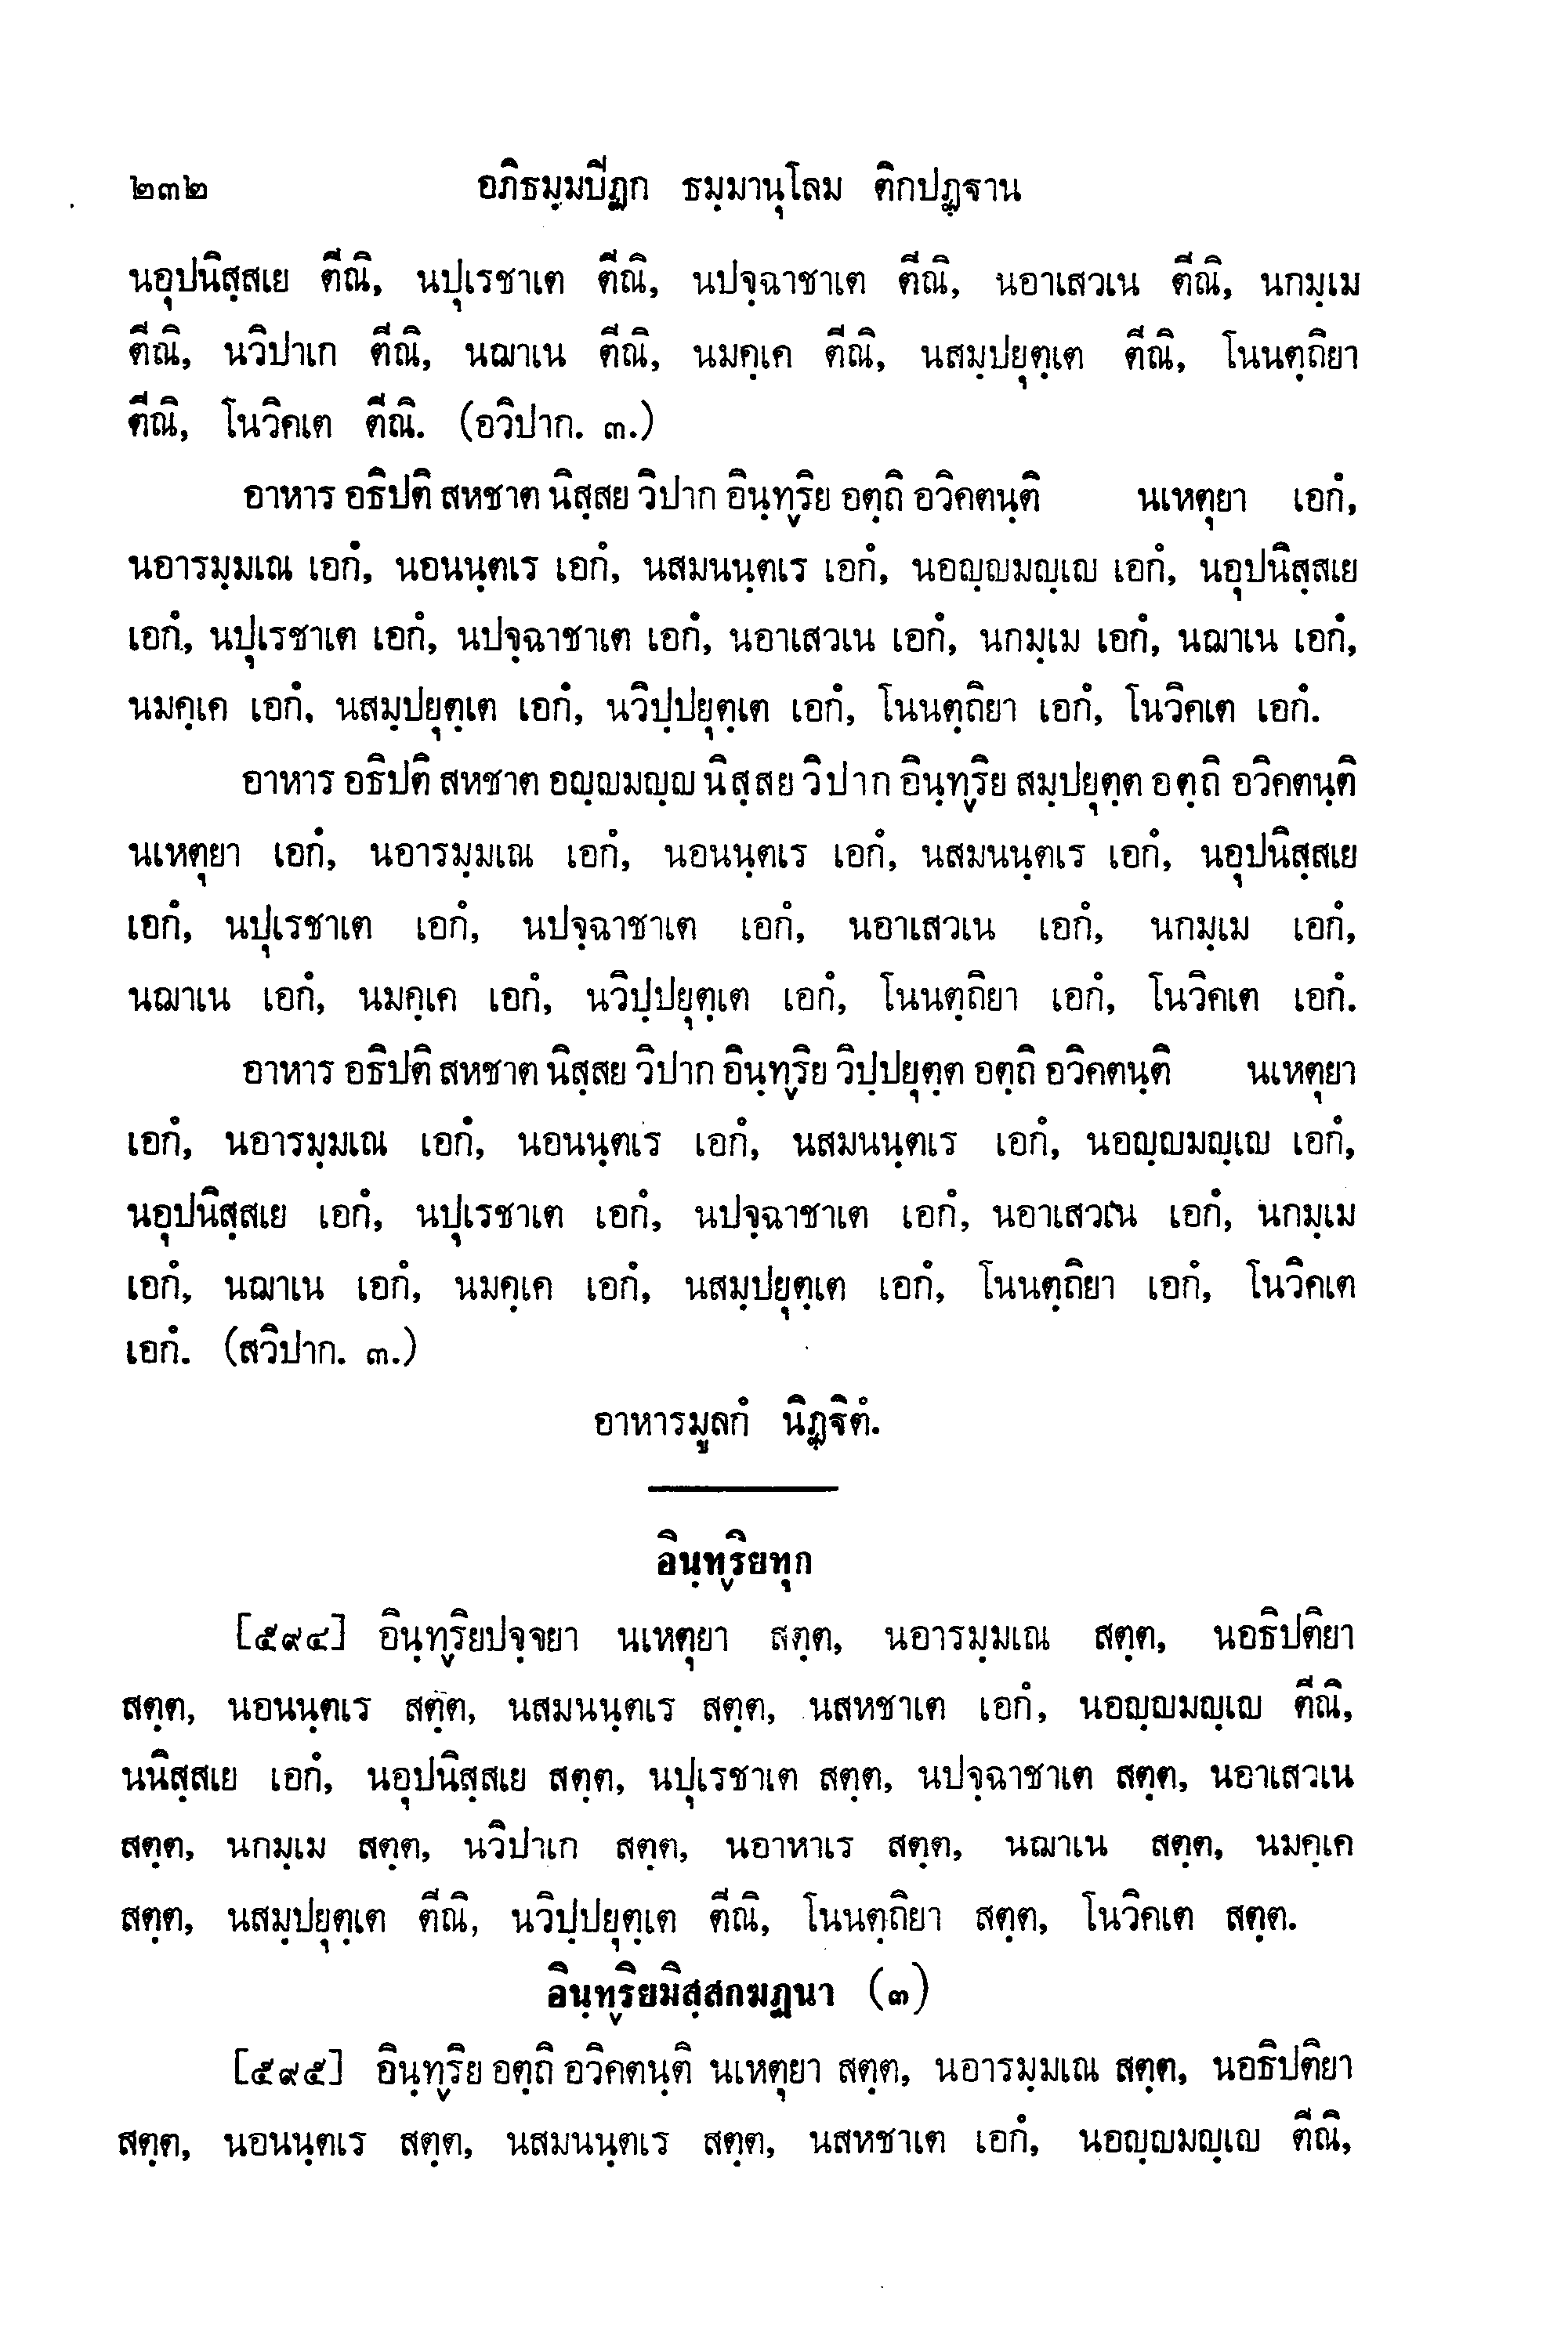 ๒๓๒ อภิธมฺมปีฏก ธมฺมานุโลม ติกปฏฺฐาน
นอุปนิสฺสเย ตีณิ, นปุเรชาเต ตีณิ, นปจฺฉาชาเต ตีณิ, นอาเสวเน ตีณิ, นกมฺเม
ตีณิ, นวิปาเก ตีณิ, นฌาเน ตีณิ, นมคฺเค ตีณิ, นสมฺปยุตฺเต ตีณิ, โนนตฺถิยา
ตีณิ, โนวิคเต ตีณิ. (อวิปาก. ๓.)
อาหาร อธิปติ สหชาต นิสฺสย วิปาก อินฺทฺริย อตฺถิ อวิคตนฺติ นเหตุยา เอกํ,
นอารมฺมเณ เอกํ, นอนนฺตเร เอกํ, นสมนนฺตเร เอกํ, นอญฺญมญฺเญ เอกํ, นอุปนิสฺสเย
เอกํ, นปุเรชาเต เอกํ, นปจฺฉาชาเต เอกํ, นอาเสวเน เอกํ, นกมฺเม เอกํ, นฌาเน เอกํ,
นมคฺเค เอกํ, นสมฺปยุตฺเต เอกํ, นวิปฺปยุตฺเต เอกํ, โนนตฺถิยา เอกํ, โนวิคเต เอกํ.
อาหาร อธิปติ สหชาต อญฺญมญฺญ นิสฺสย วิปาก อินฺทฺริย สมฺปยุตฺต อตฺถิ อวิคตนฺติ
นเหตุยา เอกํ, นอารมฺมเณ เอกํ, นอนนฺตเร เอกํ, นสมนนฺตเร เอกํ, นอุปนิสฺสเย
เอกํ, นปุเรชาเต เอกํ, นปจฺฉาชาเต เอกํ, นอาเสวเน เอกํ, นกมฺเม เอกํ,
นฌาเน เอกํ, นมคฺเค เอกํ, นวิปฺปยุตฺเต เอกํ, โนนตฺถิยา เอกํ, โนวิคเต เอกํ.
อาหาร อธิปติ สหชาต นิสฺสย วิปาก อินฺทฺริย วิปฺปยุตฺต อตฺถิ อวิคตนฺติ นเหตุยา
เอกํ, นอารมฺมเณ เอกํ, นอนนฺตเร เอกํ, นสมนนฺตเร เอกํ, นอญฺญมญฺเญ เอกํ,
นอุปนิสฺสเย เอกํ, นปุเรชาเต เอกํ, นปจฺฉาชาเต เอกํ, นอาเสวเน เอกํ, นกมฺเม
เอกํ, นฌาเน เอกํ, นมคฺเค เอกํ, นสมฺปยุตฺเต เอกํ, โนนตฺถิยา เอกํ, โนวิคเต
เอกํ. (สวิปาก. ๓.)
อาหารมูลกํ นิฏฺฐิตํ.
อินฺทฺริยทุก
[๕๙๔] อินฺทฺริยปจฺจยา นเหตุยา สตฺต, นอารมฺมเณ สตฺต, นอธิปติยา
สตฺต, นอนนฺตเร สตฺต, นสมนนฺตเร สตฺต, นสหชาเต เอกํ, นอญฺญมญฺเญ ตีณิ,
นนิสฺสเย เอกํ, นอุปนิสฺสเย สตฺต, นปุเรชาเต สตฺต, นปจฺฉาชาเต สตฺต, นอาเสวเน
สตฺต, นกมฺเม สตฺต, นวิปาเก สตฺต, นอาหาเร สตฺต, นฌาเน สตฺต, นมคฺเค
สตฺต, นสมฺปยุตฺเต ตีณิ, นวิปฺปยุตฺเต ตีณิ, โนนตฺถิยา สตฺต, โนวิคเต สตฺต.
อินฺทฺริยมิสฺสกฆฏนา (๓)
[๕๙๕] อินฺทฺริย อตฺถิ อวิคตนฺติ นเหตุยา สตฺต, นอารมฺมเณ สตฺต, นอธิปติยา
สตฺต, นอนนฺตเร สตฺต, นสมนนฺตเร สตฺต, นสหชาเต เอกํ, นอญฺญมญฺเญ ตีณิ,